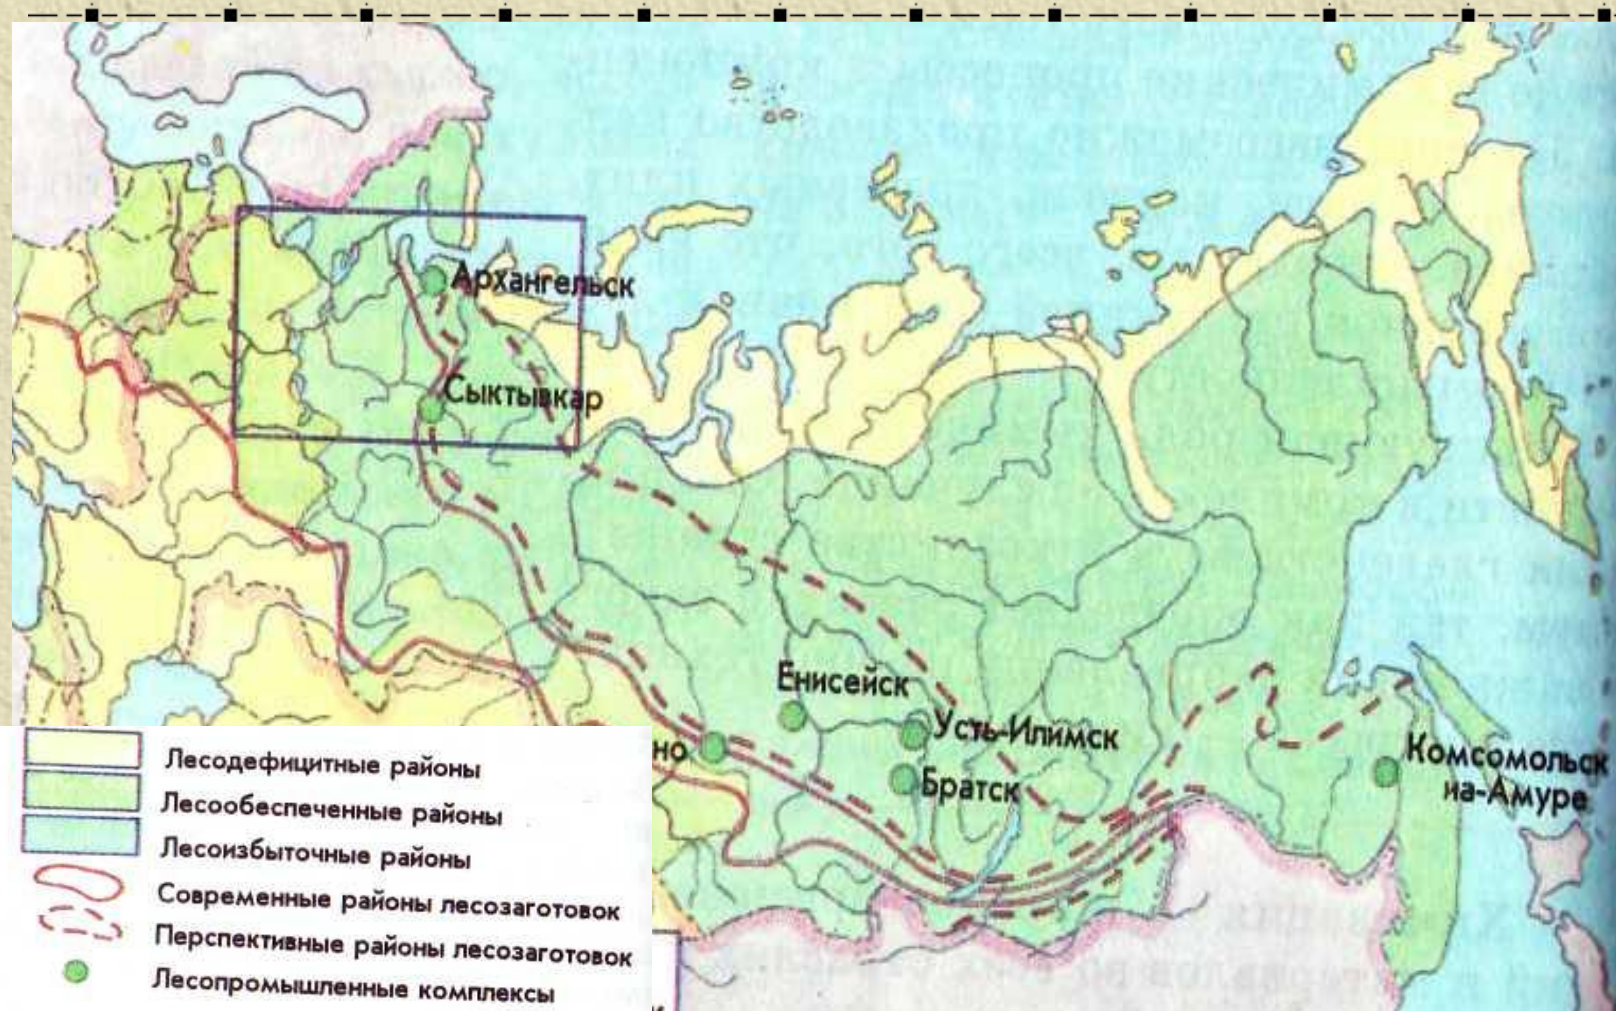 Архангельск
Сыктывкар
Енисейск
Усть-Илимск
Братск
Комсомольск
на-Амуре
но
Лесодефицитные районы
Лесообеспеченные районы
Лесоизбыточные районы
Современные районы лесозаготовок
Перспективные районы лесозаготовок
Лесопромышленные комплексы